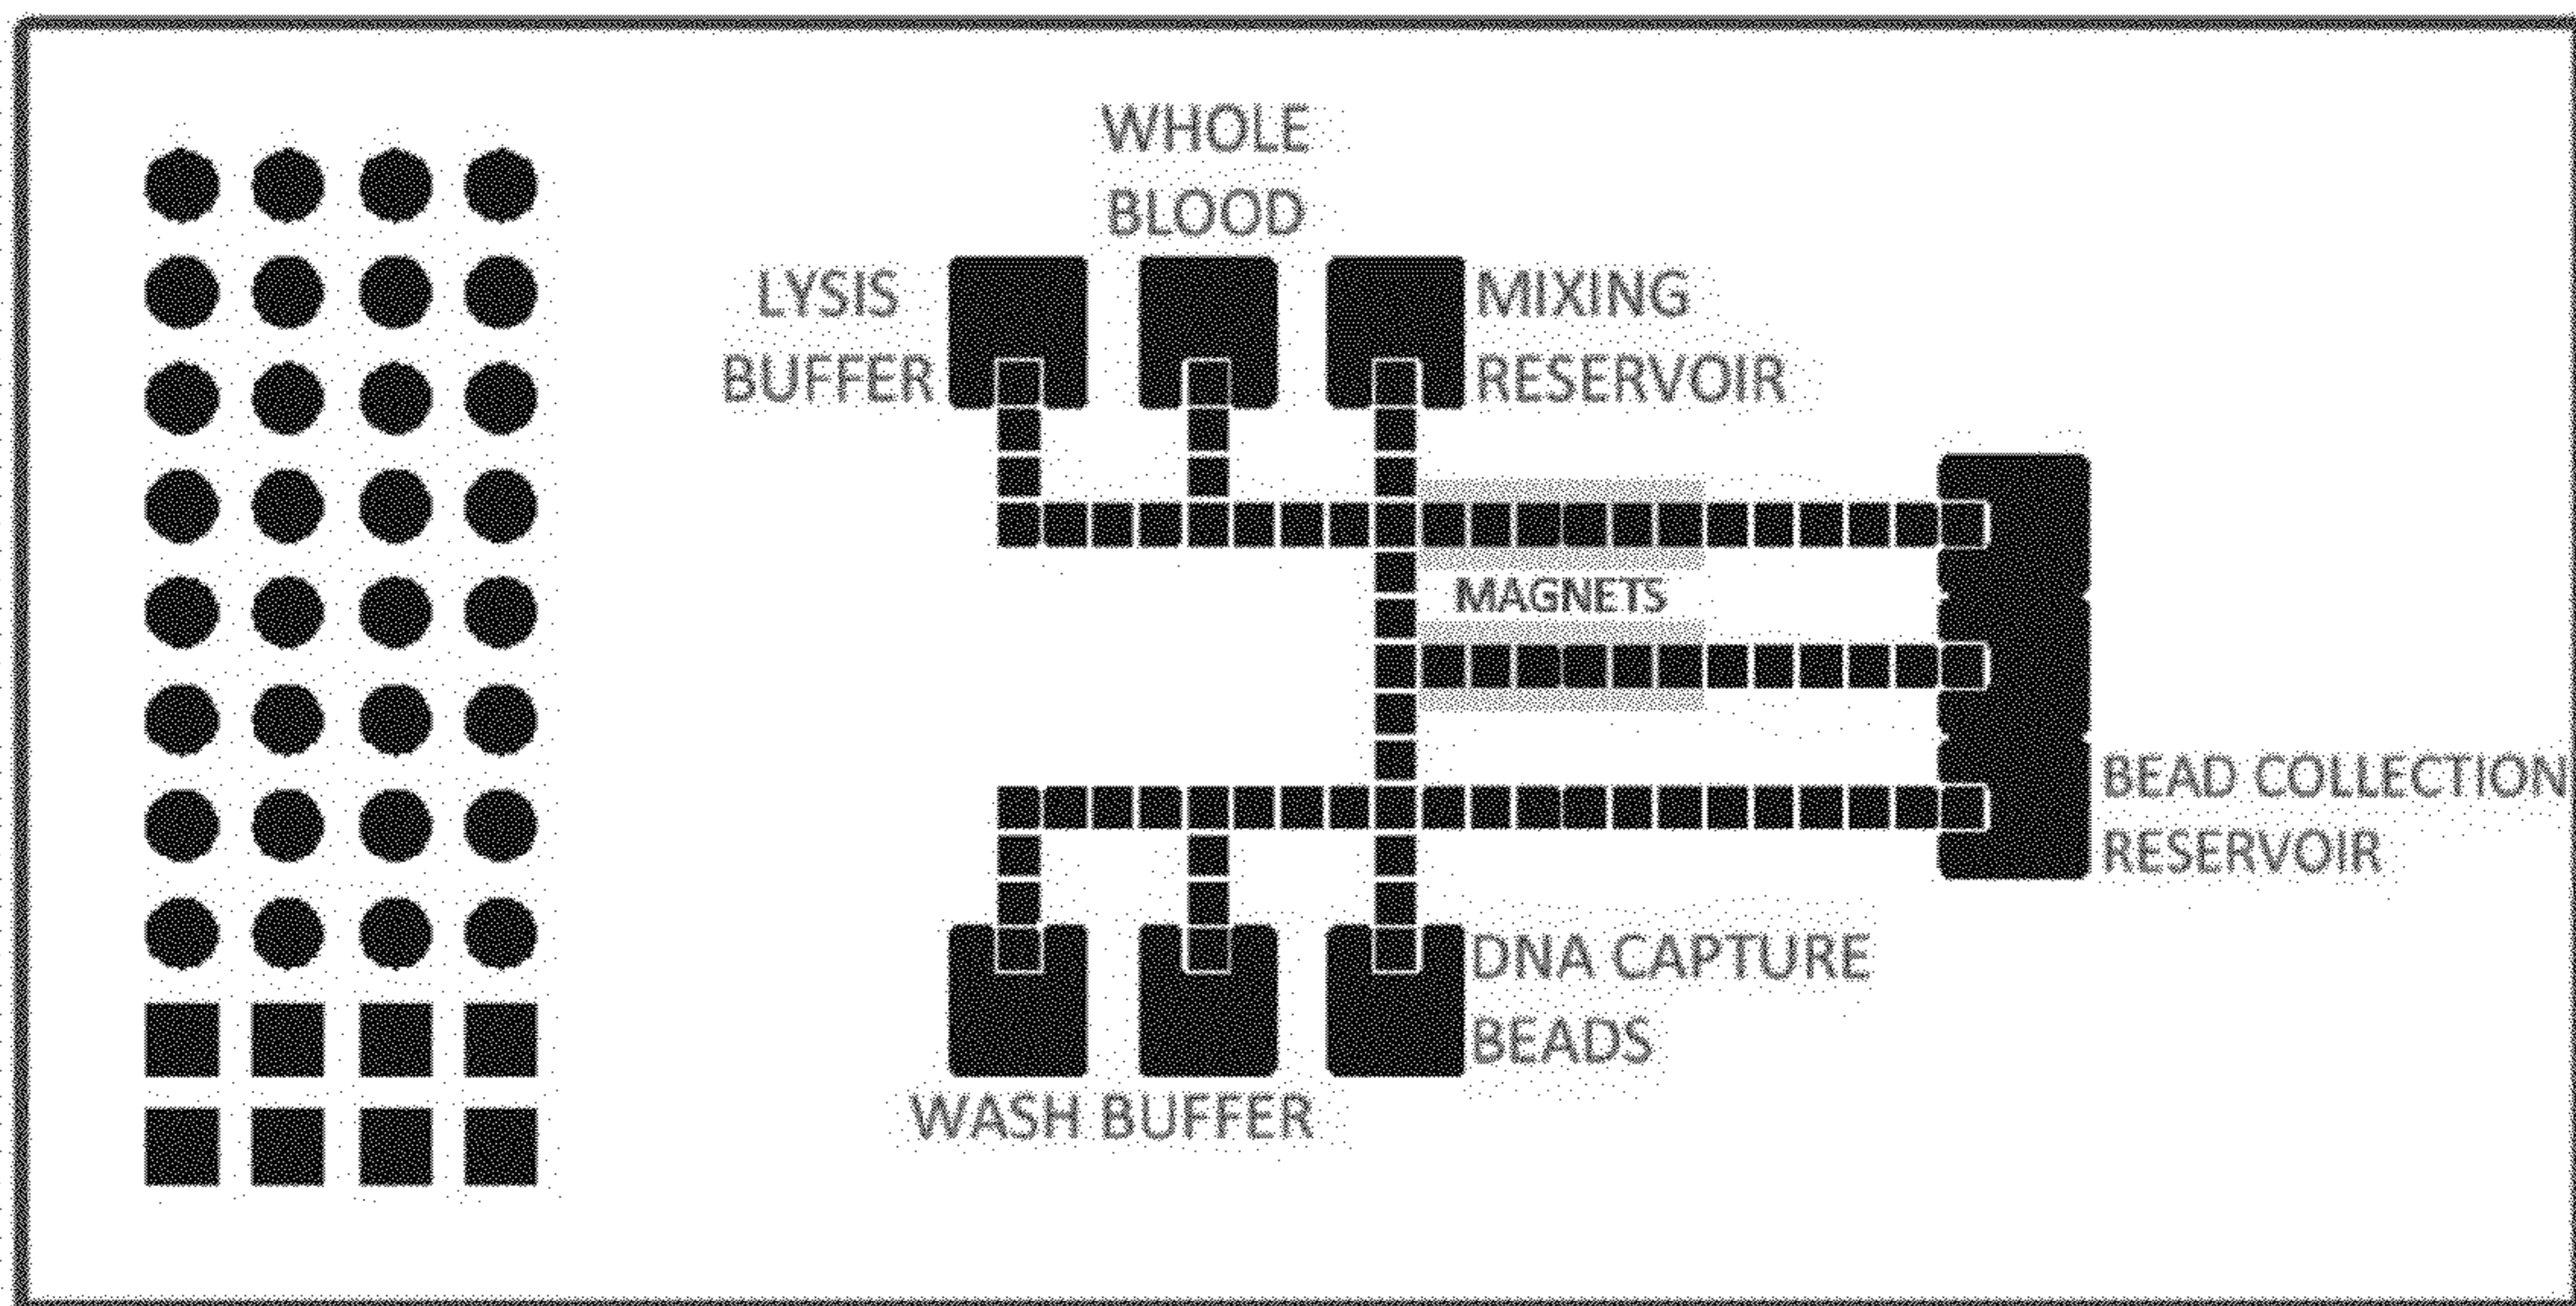 WHOLE
BLOOD
LYSIS
BUFFER
MIXING
RESERVOIR
MAGNETS
BEAD COLLECTION
RESERVOIR
DNA CAPTURE
BEADS
WASH BUFFER